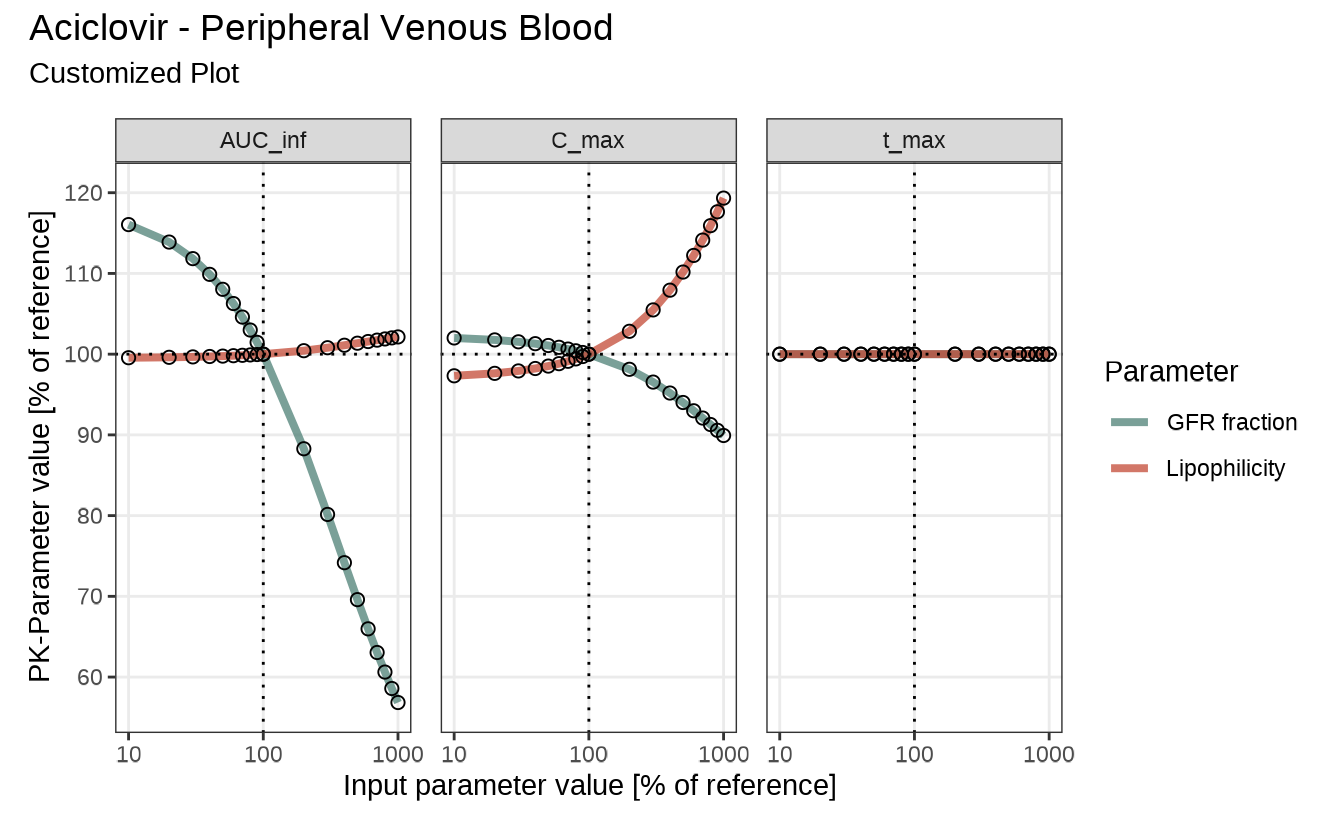 Aciclovir - Peripheral Venous Blood
Customized Plot
AUC_inf
C_max
t_max
PK-Parameter value [% of reference]
120
110
100
90
80
70
60
10
100
1000
10
100
1000
10
100
1000
Input parameter value [% of reference]
Parameter
GFR fraction
Lipophilicity